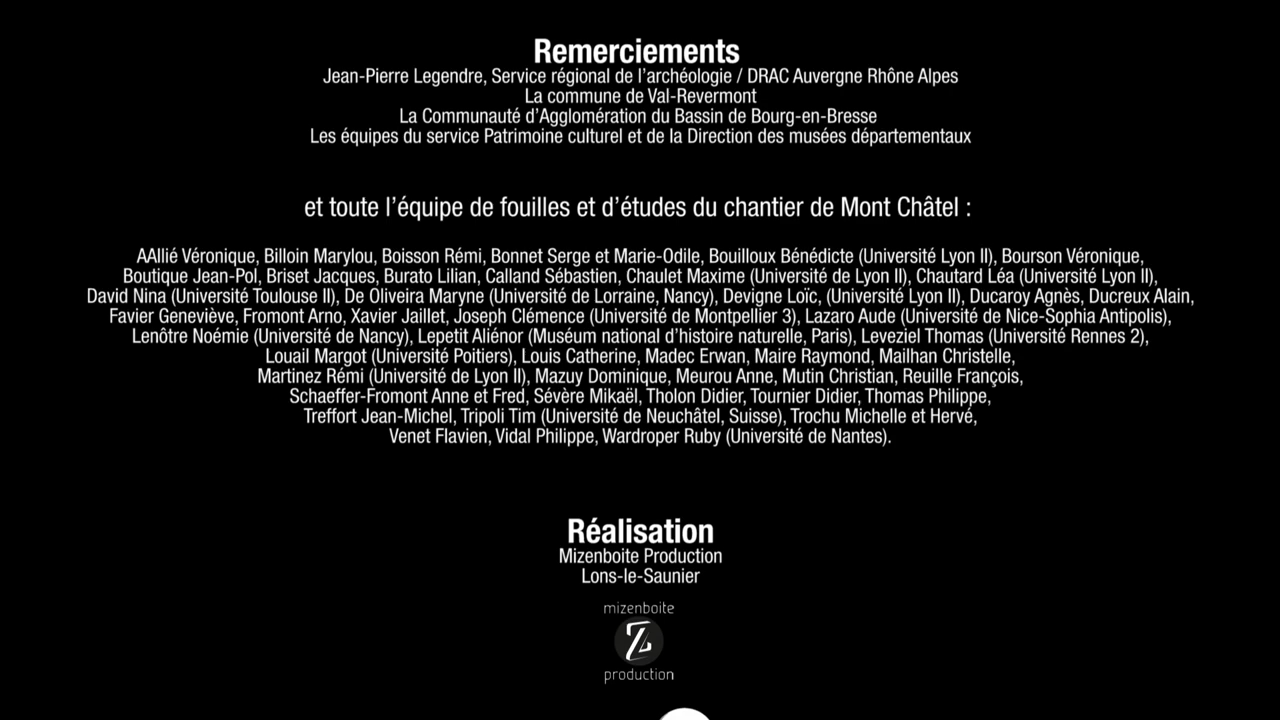 Remerciements
Jean-Pierre Legendre, Service régional de l'archéologie / DRAC Auvergne Rhône Alpes
La commune de Val-Revermont
La Communauté d'Agglomération du Bassin de Bourg-en-Bresse
Les équipes du service Patrimoine culturel et de la Direction des musées départementaux
et toute l'équipe de fouilles et d'études du chantier de Mont Châtel :
AAllié Véronique, Billoin Marylou, Boisson Rémi, Bonnet Serge et Marie-Odile, Bouilloux Bénédicte (Université Lyon II), Bourson Véronique,
Boutique Jean-Pol, Briset Jacques, Burato Lilian, Calland Sébastien, Chaulet Maxime (Université de Lyon II), Chautard Léa (Université Lyon II),
David Nina (Université Toulouse II), De Oliveira Maryne (Université de Lorraine, Nancy), Devigne Loïc, (Université Lyon II), Ducaroy Agnès, Ducreux Alain,
Favier Geneviève, Fromont Arno, Xavier Jaillet, Joseph Clémence (Université de Montpellier 3), Lazaro Aude (Université de Nice-Sophia Antipolis),
Lenôtre Noémie (Université de Nancy), Lepetit Aliénor (Muséum national d'histoire naturelle, Paris), Leveziel Thomas (Université Rennes 2),
Louail Margot (Université Poitiers), Louis Catherine, Madec Erwan, Maire Raymond, Mailhan Christelle,
Martinez Rémi (Université de Lyon II), Mazuy Dominique, Meurou Anne, Mutin Christian, Reuille François,
Schaeffer-Fromont Anne et Fred, Sévère Mikaël, Tholon Didier, Tournier Didier, Thomas Philippe,
Treffort Jean-Michel, Tripoli Tim (Université de Neuchâtel, Suisse), Trochu Michelle et Hervé,
Venet Flavien, Vidal Philippe, Wardroper Ruby (Université de Nantes).
Réalisation
Mizenboite Production
Lons-le-Saunier
mizenboite
production